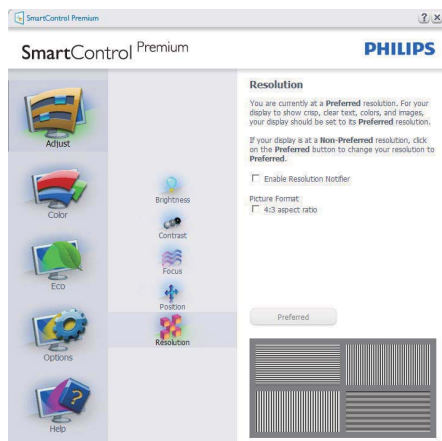 SmartControl Premium
SmartControl Premium
PHILIPS
Adjust
Color
Eco
Options
Help
Brightness
Contrast
Focus
Position
Resolution
Resolution
You are currently at a Preferred resolution. For your
display to show crisp, clear text, colors, and images,
your display should be set to its Preferred resolution.
If your display is at a Non-Preferred resolution, click
on the Preferred button to change your resolution to
Preferred.
Enable Resolution Notifier
Picture Format
4:3 aspect ratio
Preferred